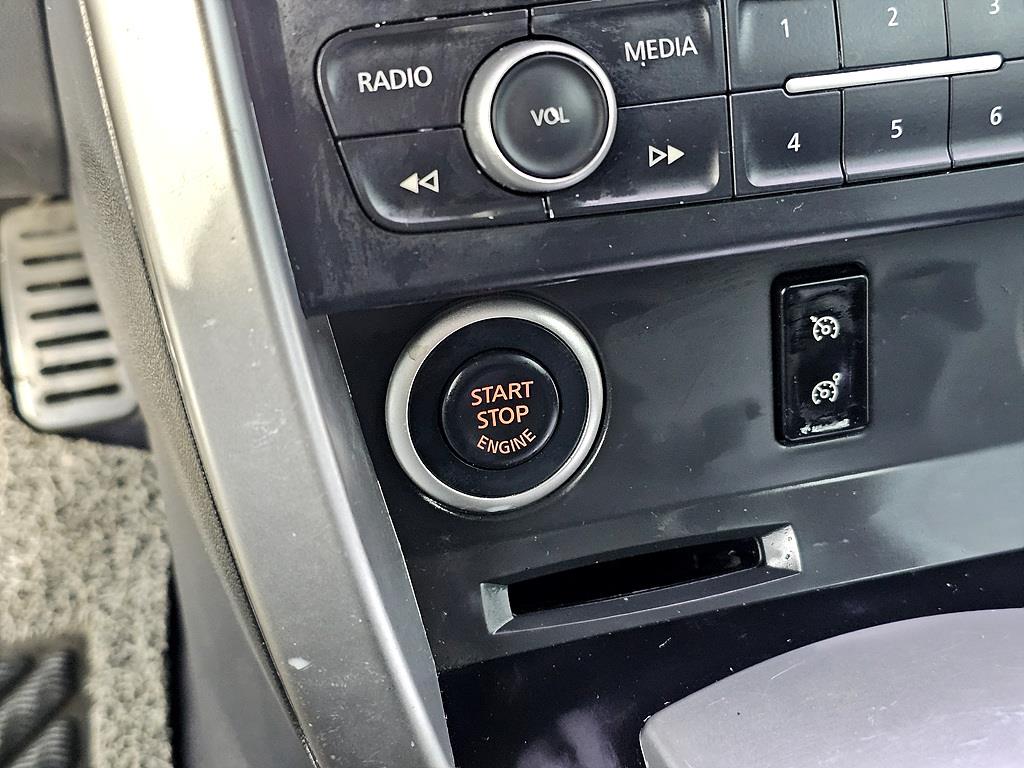 RADIO
VOL
MEDIA
1
2
3
4
5
6
START
STOP
ENGINE